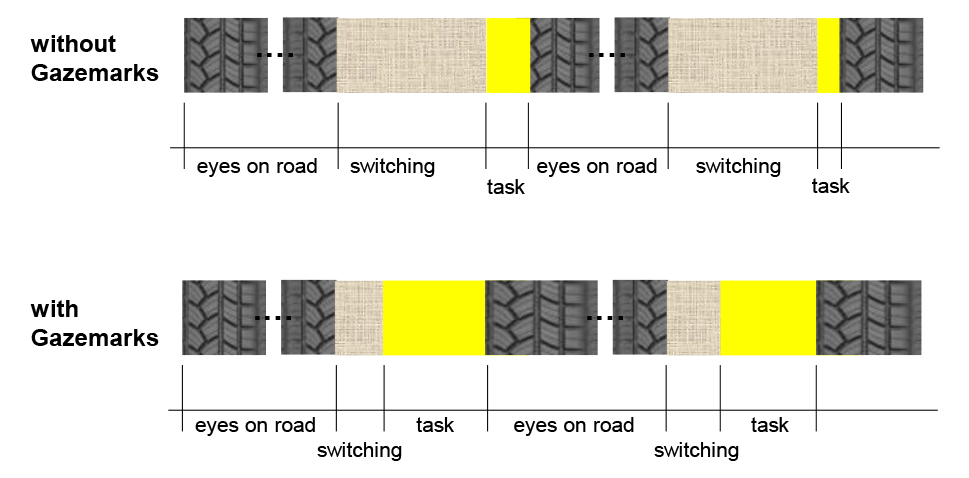 without
Gazemarks
eyes on road switching eyes on road switching
task task
with
Gazemarks
eyes on road task eyes on road task
switching switching